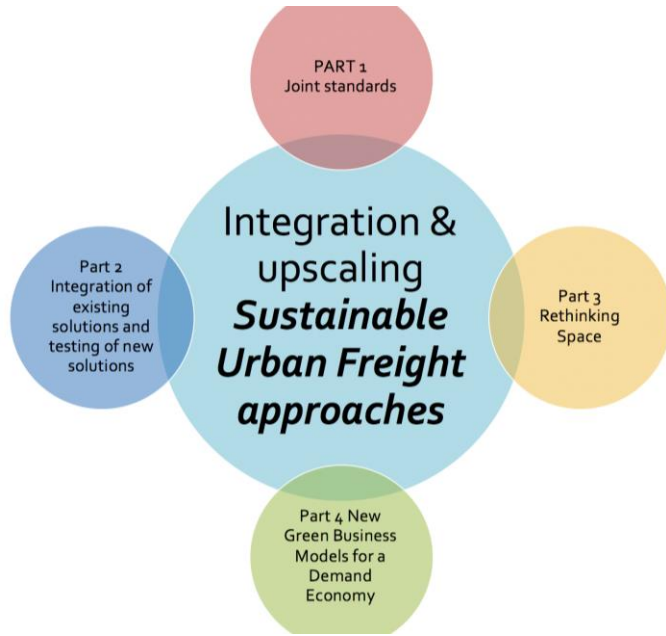 PART 1
Joint standards
Integration &
upscaling
Sustainable
Urban Freight
approaches
Part 2
Integration of
existing
solutions and
testing of new
solutions
Part 3
Rethinking
Space
Part 4 New
Green Business
Models for a
Demand
Economy